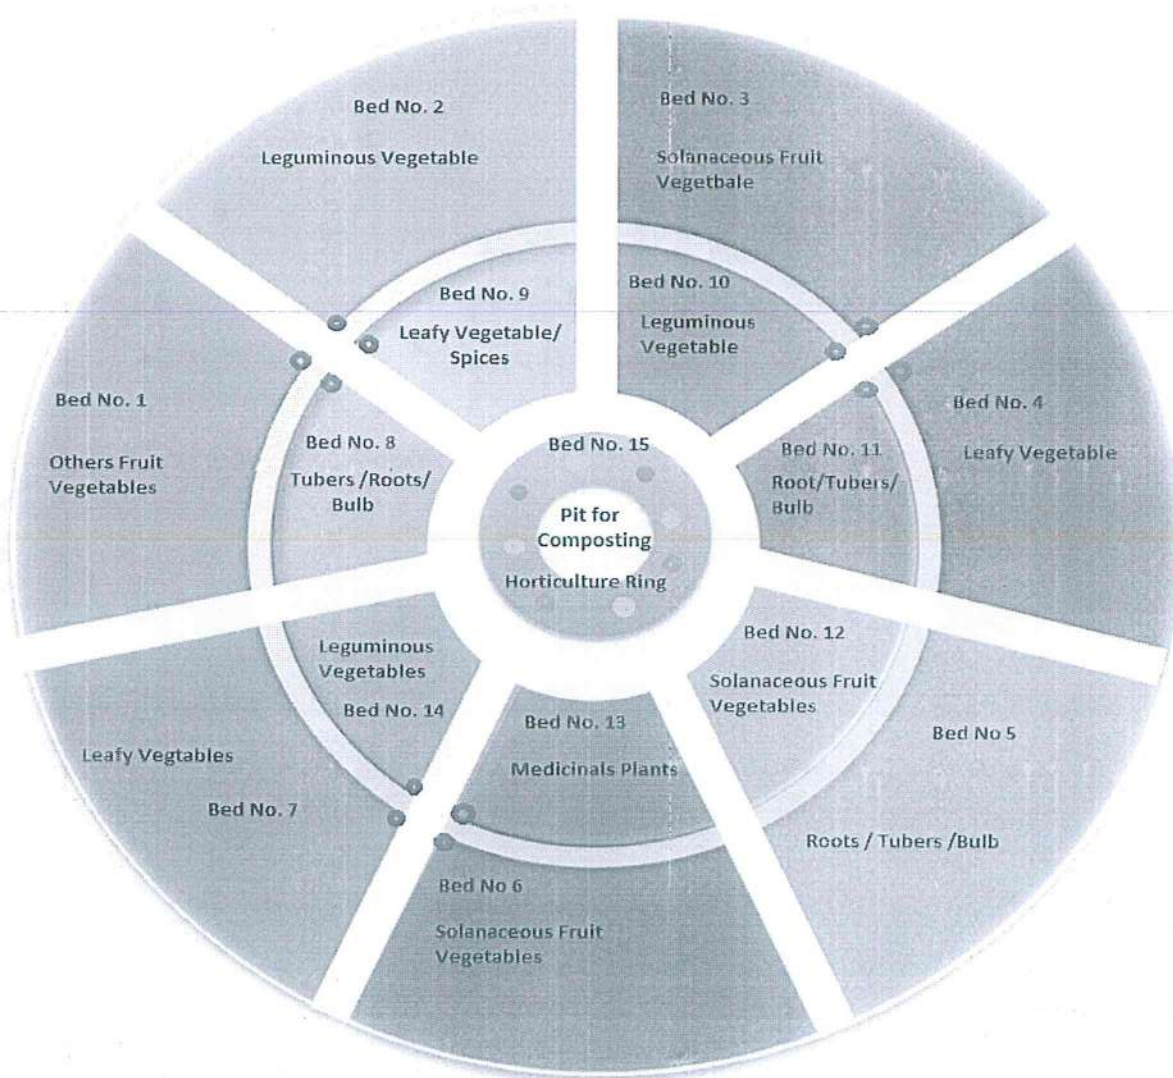 Bed No. 2
Leguminous Vegetable
Bed No. 3
Solanaceous Fruit
Vegetbale
Bed No. 9
Leafy Vegetable/
Spices
Bed No. 10
Leguminous
Vegetable
Bed No. 1
Others Fruit
Vegetables
Bed No. 8
Tubers /Roots/
Bulb
Bed No. 15
Pit for
Composting
Horticulture Ring
Bed No. 11
Root/Tubers/
Bulb
Bed No. 4
Leafy Vegetable
Leguminous
Vegetables
Bed No. 14
Bed No. 13
Medicinals Plants
Bed No. 12
Solanaceous Fruit
Vegetables
Bed No 5
Roots / Tubers /Bulb
Leafy Vegtables
Bed No. 7
Bed No 6
Solanaceous Fruit
Vegetables